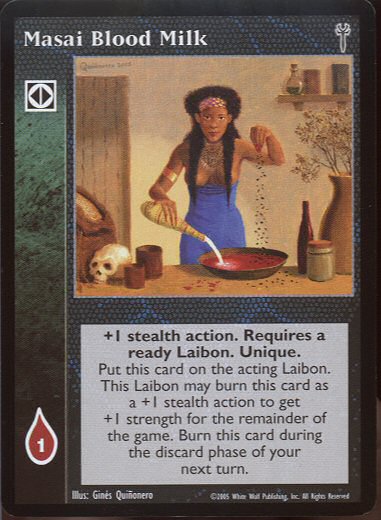 Masai Blood Milk
Quiñonero 2005
+1 stealth action. Requires a
ready Laibon. Unique.
Put this card on the acting Laibon.
This Laibon may burn this card as
a +1 stealth action to get
+1 strength for the remainder of
the game. Burn this card during
the discard phase of your
next turn.
1
Illus: Ginés Quiñonero
©2005 White Wolf Publishing, Inc. All Rights Reserved